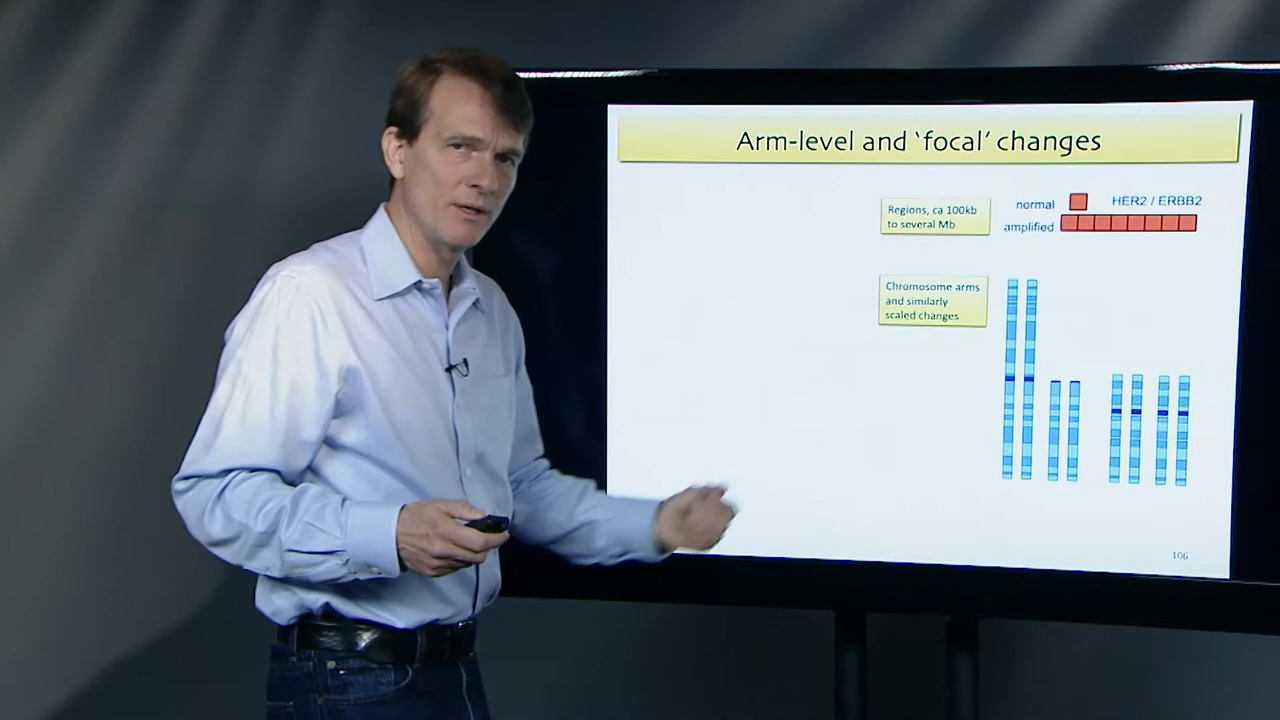 Arm-level and ‘focal’ changes
Regions, ca 100kb
to several Mb
normal
HER2 / ERBB2
amplified
Chromosome arms
and similarly
scaled changes
106